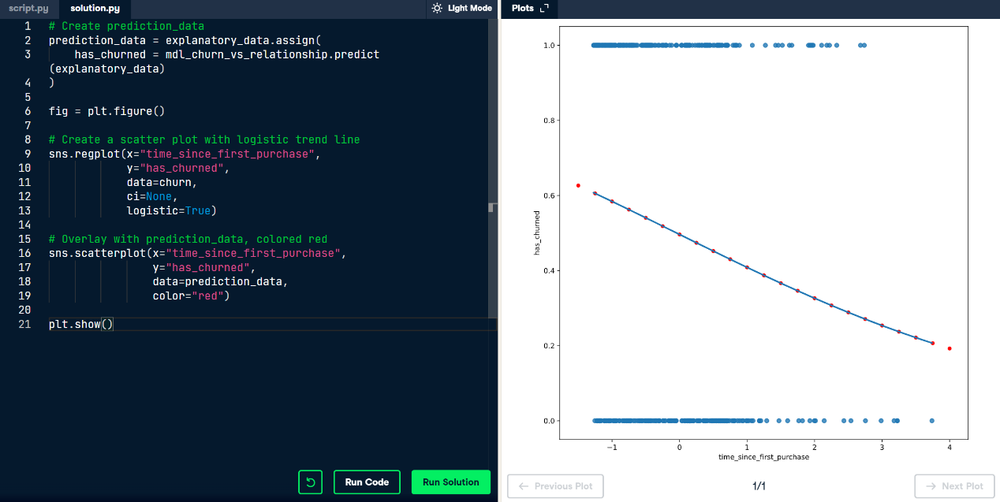 script.py
solution.py
Light Mode
Plots
1 # Create prediction_data
2 prediction_data = explanatory_data.assign(
3     has_churned = mdl_churn_vs_relationship.predict
(explanatory_data)
4 )
5
6 fig = plt.figure()
7
8 # Create a scatter plot with logistic trend line
9 sns.regplot(x="time_since_first_purchase",
10             y="has_churned",
11             data=churn,
12             ci=None,
13             logistic=True)
14
15 # Overlay with prediction_data, colored red
16 sns.scatterplot(x="time_since_first_purchase",
17                 y="has_churned",
18                 data=prediction_data,
19                 color="red")
20
21 plt.show()
Run Code
Run Solution
1.0
0.8
0.6
0.4
0.2
0.0
has_churned
−1 0 1 2 3 4
time_since_first_purchase
Previous Plot
1/1
Next Plot